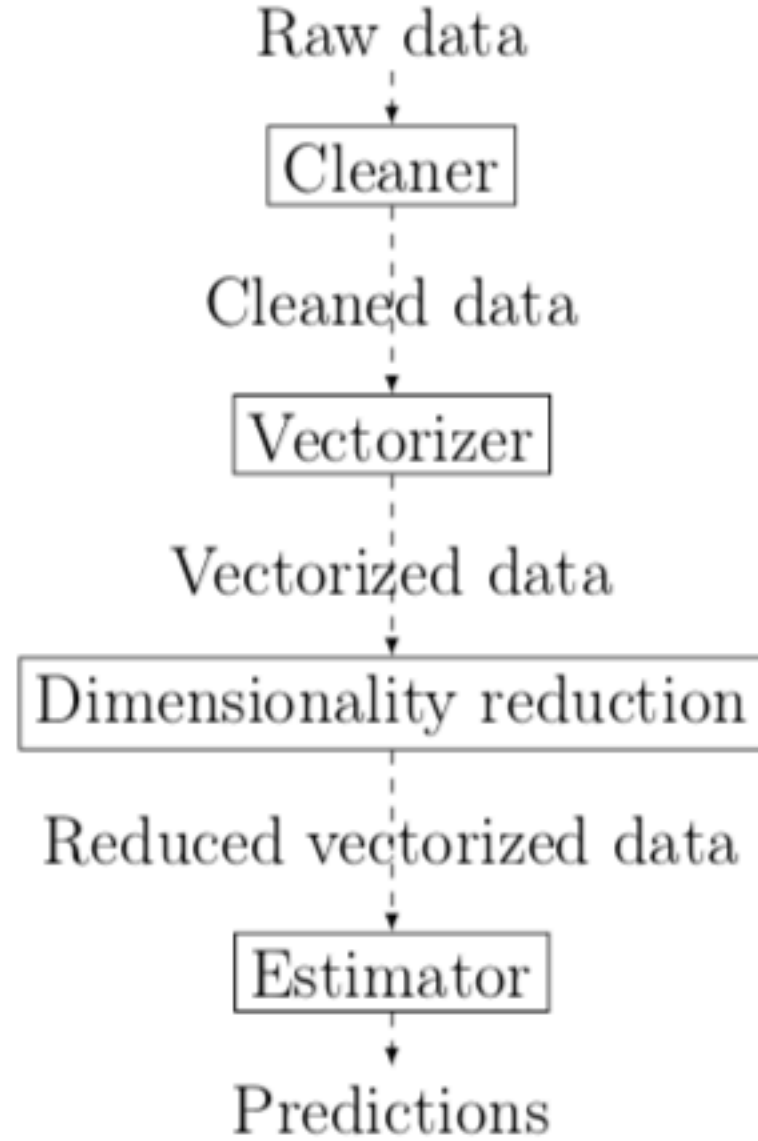 Raw data
Cleaner
Cleaned data
Vectorizer
Vectorized data
Dimensionality reduction
Reduced vectorized data
Estimator
Predictions